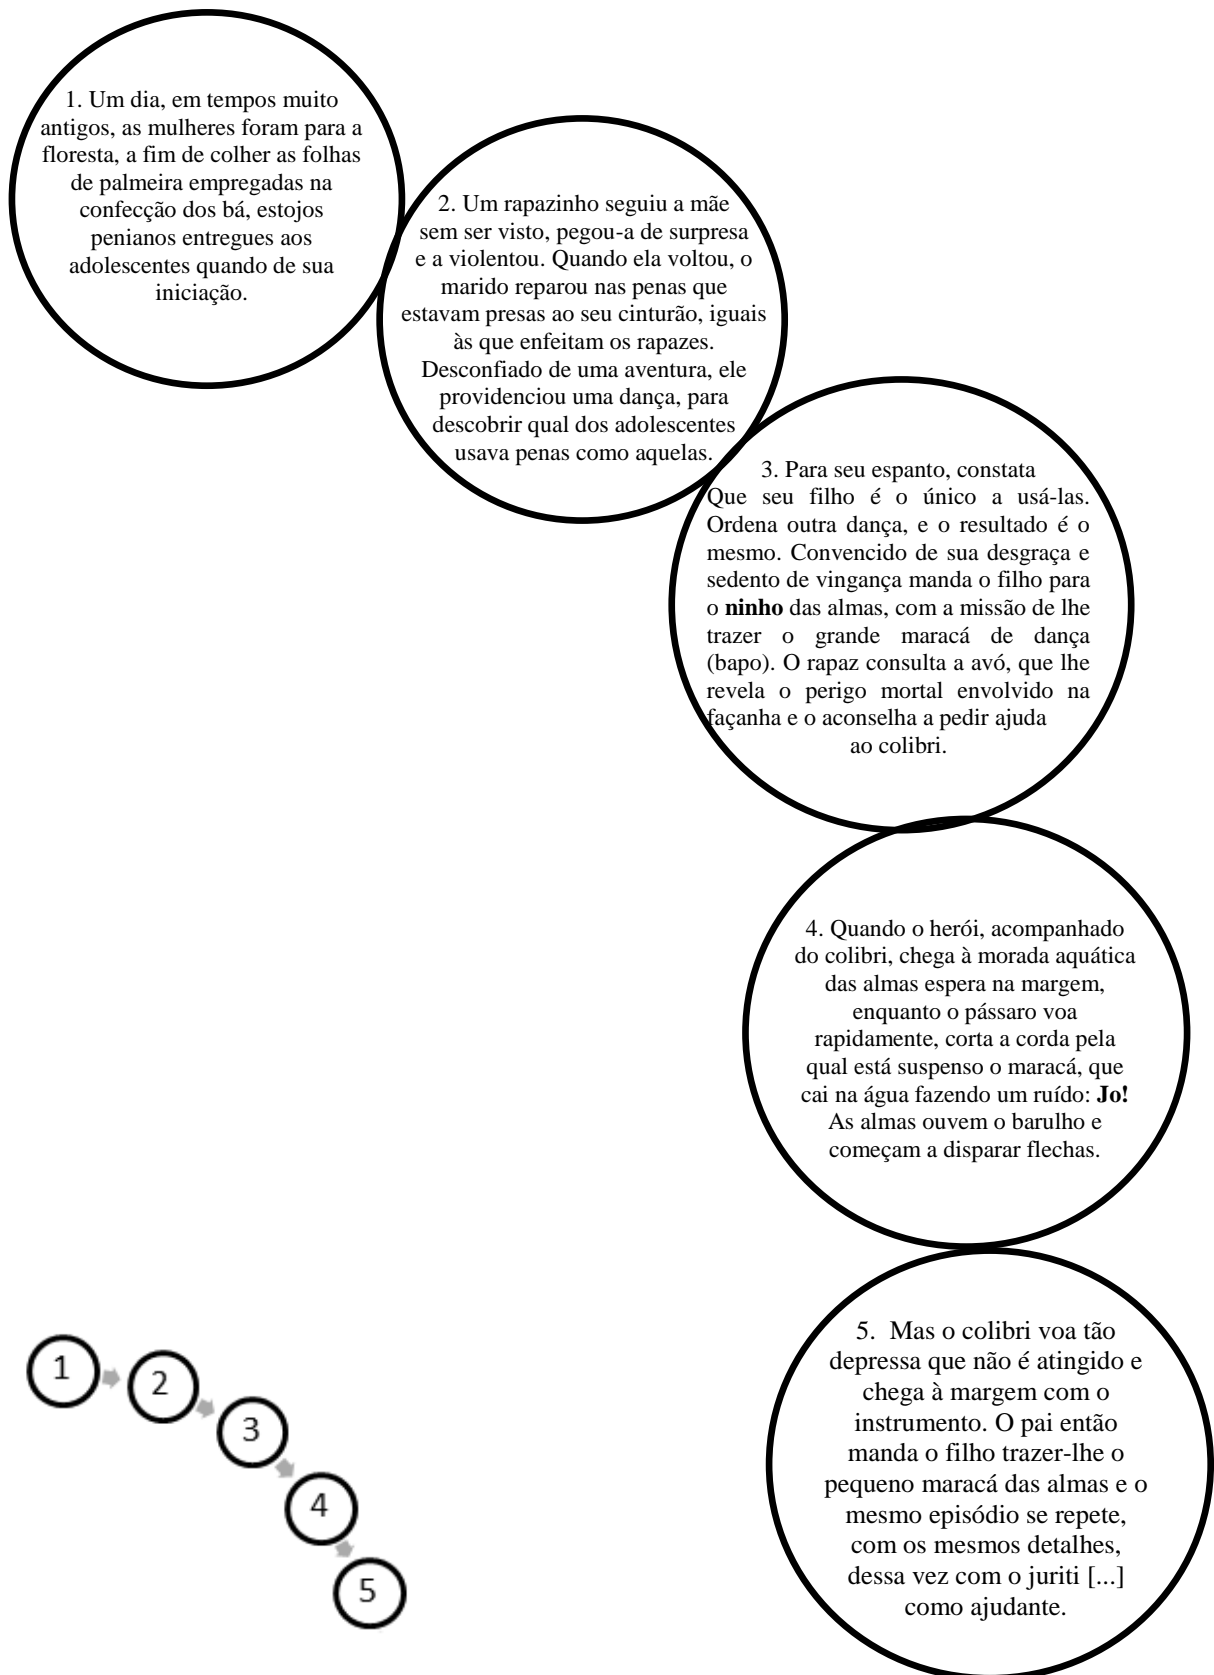 1. Um dia, em tempos muito
antigos, as mulheres foram para a
floresta, a fim de colher as folhas
de palmeira empregadas na
confecção dos bá, estojos
penianos entregues aos
adolescentes quando de sua
iniciação.
2. Um rapazinho seguiu a mãe
sem ser visto, pegou-a de surpresa
e a violentou. Quando ela voltou, o
marido reparou nas penas que
estavam presas ao seu cinturão, iguais
às que enfeitam os rapazes.
Desconfiado de uma aventura, ele
providenciou uma dança, para
descobrir qual dos adolescentes
usava penas como aquelas.
3. Para seu espanto, constata
Que seu filho é o único a usá-las.
Ordena outra dança, e o resultado é o
mesmo. Convencido de sua desgraça e
sedento de vingança manda o filho para
o ninho das almas, com a missão de lhe
trazer o grande maracá de dança
(bapo). O rapaz consulta a avó, que lhe
revela o perigo mortal envolvido na
façanha e o aconselha a pedir ajuda
ao colibri.
4. Quando o herói, acompanhado
do colibri, chega à morada aquática
das almas espera na margem,
enquanto o pássaro voa
rapidamente, corta a corda pela
qual está suspenso o maracá, que
cai na água fazendo um ruído: Jo!
As almas ouvem o barulho e
começam a disparar flechas.
5. Mas o colibri voa tão
depressa que não é atingido e
chega à margem com o
instrumento. O pai então
manda o filho trazer-lhe o
pequeno maracá das almas e o
mesmo episódio se repete,
com os mesmos detalhes,
dessa vez com o juriti [...]
como ajudante.
1
2
3
4
5